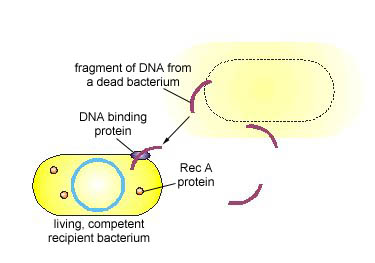 fragment of DNA from
a dead bacterium
DNA binding
protein
Rec A
protein
living, competent
recipient bacterium